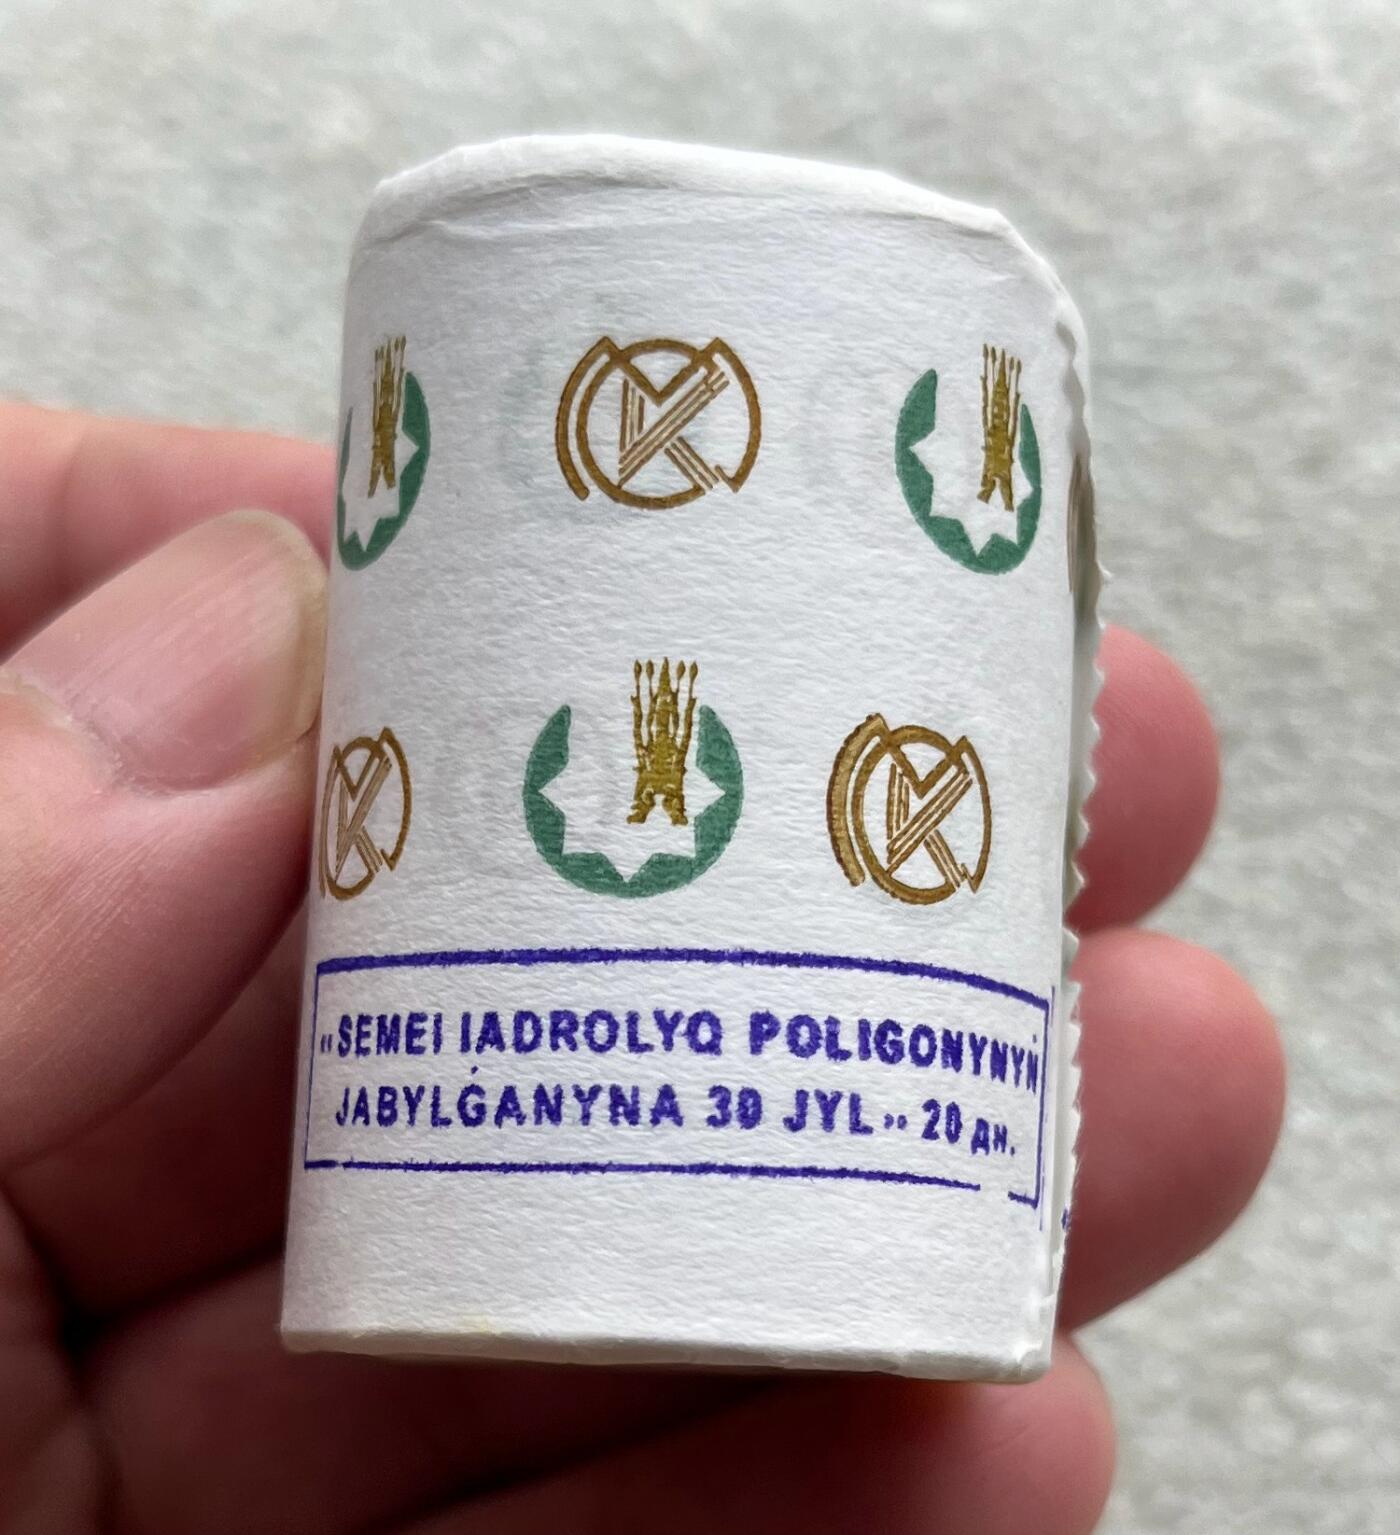 „SEMEI IADROLYQ POLIGONYNYŃ
JABYLǴANYNA 30 JYL” 20 дн.